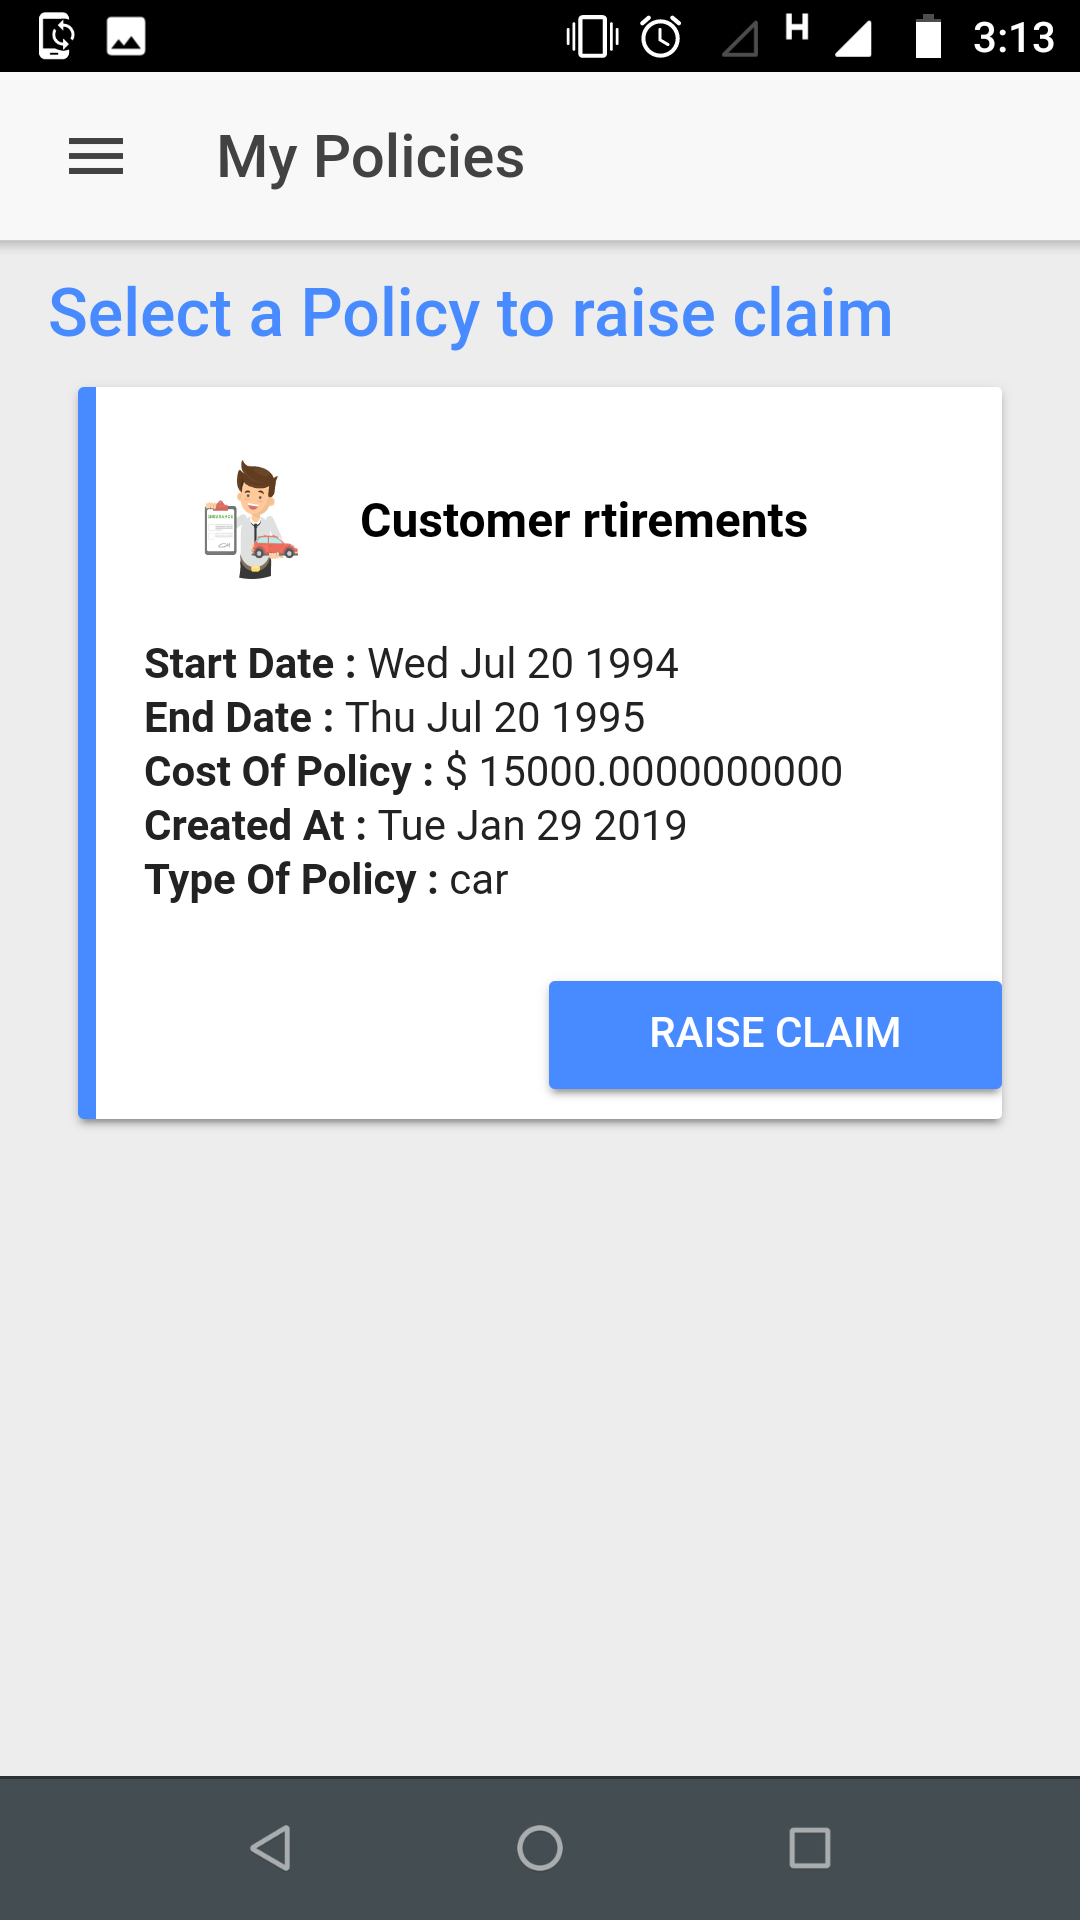 H 3:13
My Policies
Select a Policy to raise claim
Customer rtirements
Start Date : Wed Jul 20 1994
End Date : Thu Jul 20 1995
Cost Of Policy : $ 15000.0000000000
Created At : Tue Jan 29 2019
Type Of Policy : car
RAISE CLAIM